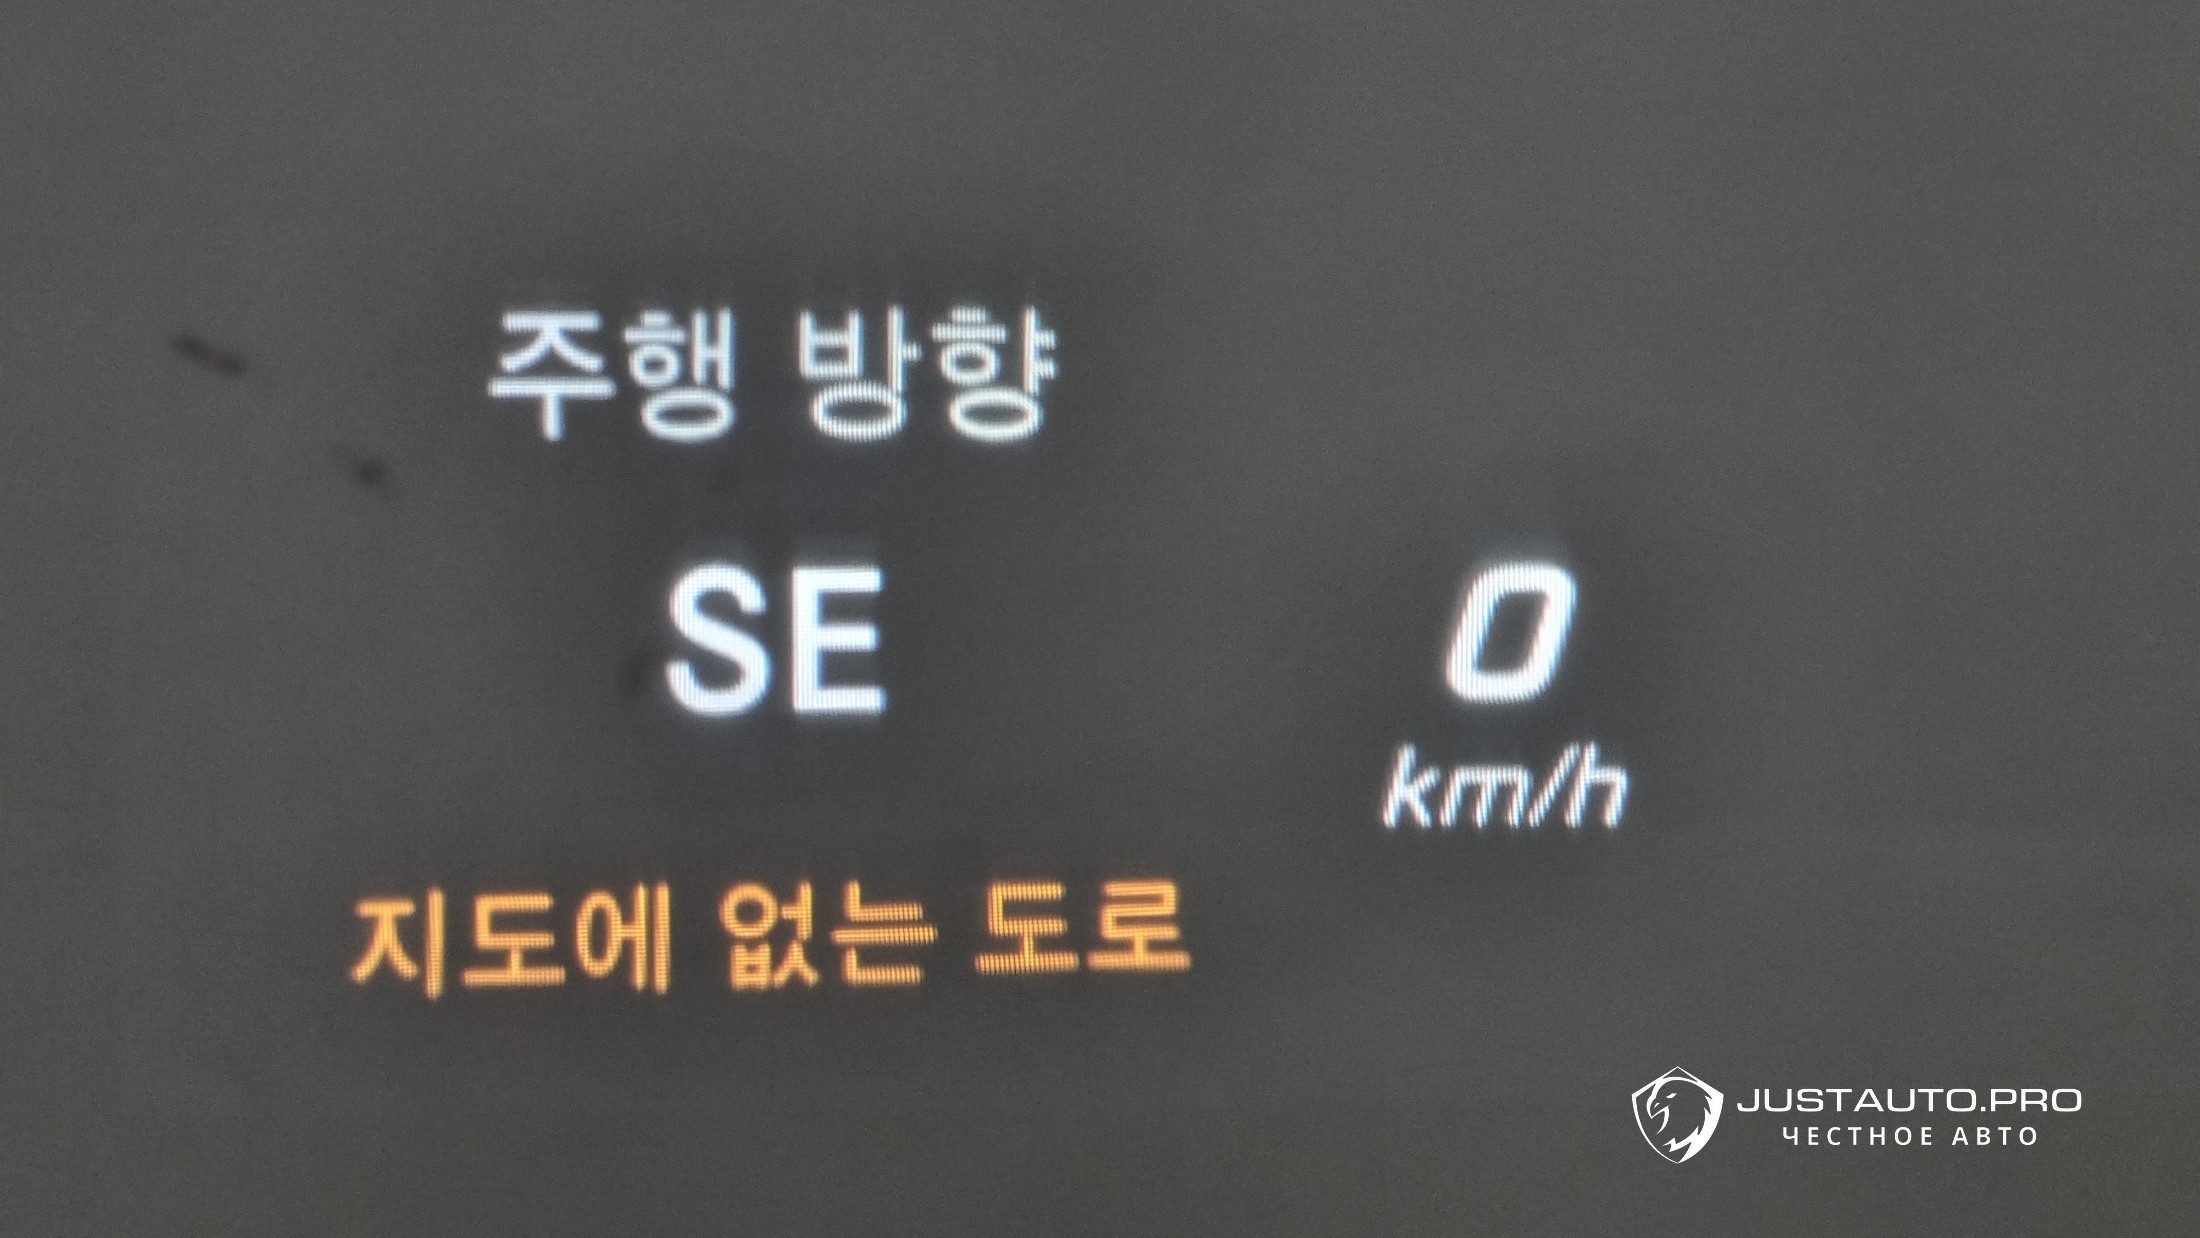 주행 방향
SE
0
km/h
지도에 없는 도로
JUSTAUTO.PRO
ЧЕСТНОЕ АВТО